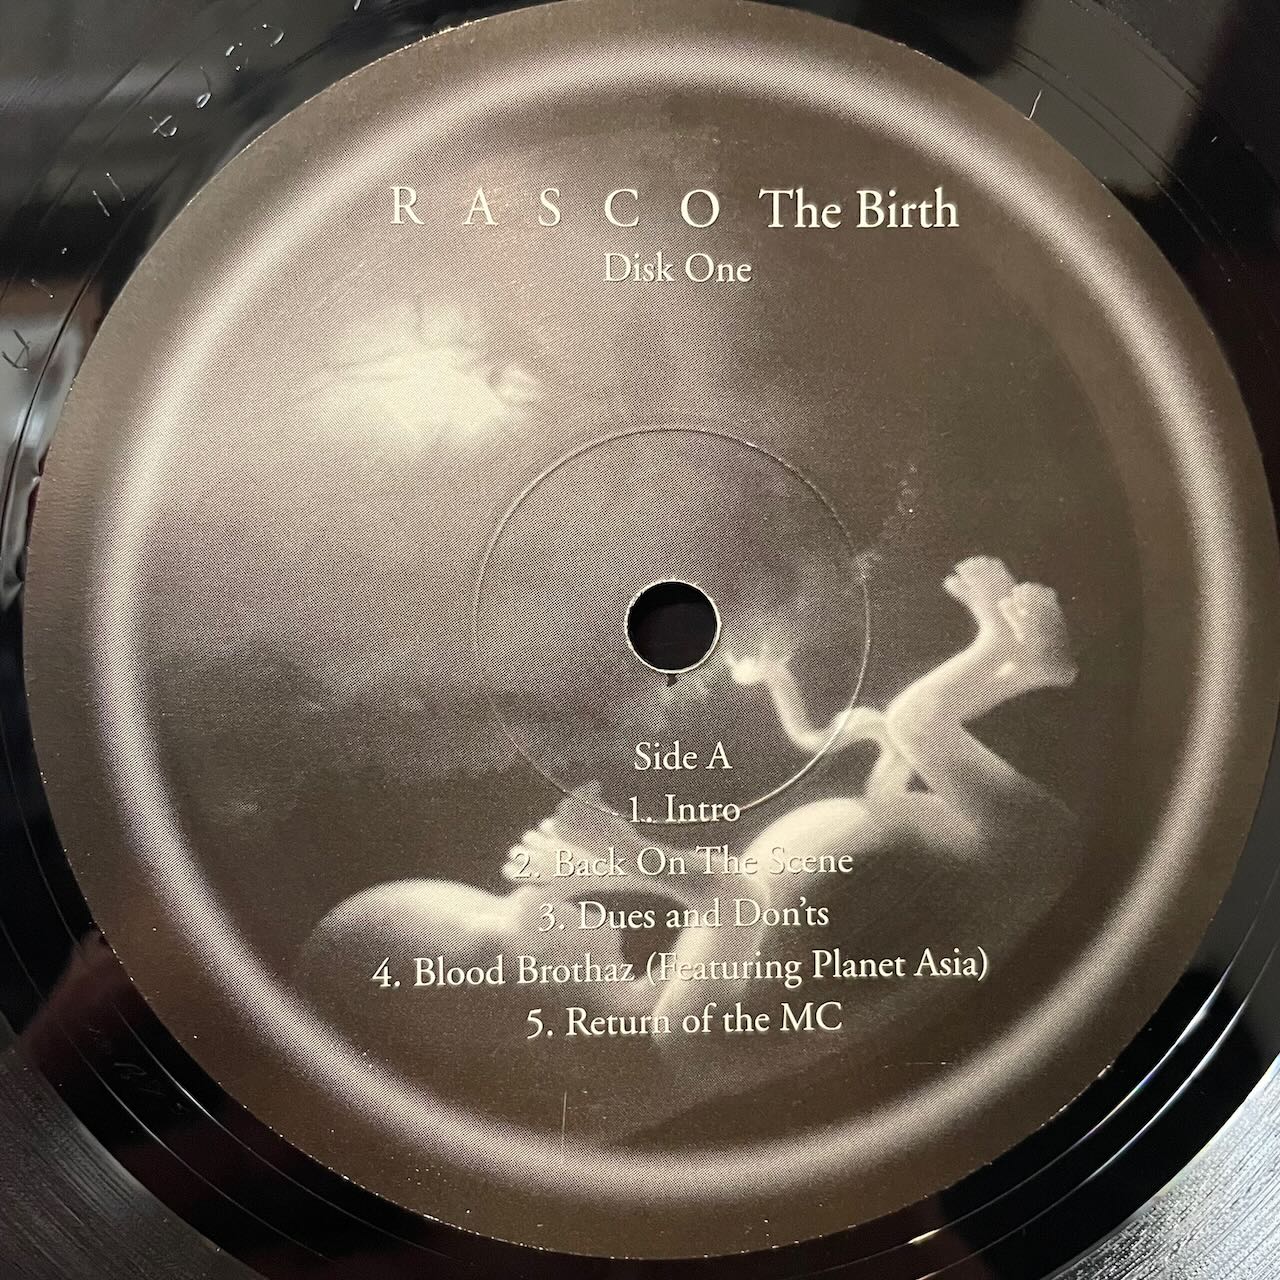 RASCO The Birth
Disk One
Side A
1. Intro
2. Back On The Scene
3. Dues and Don'ts
4. Blood Brothaz (Featuring Planet Asia)
5. Return of the MC